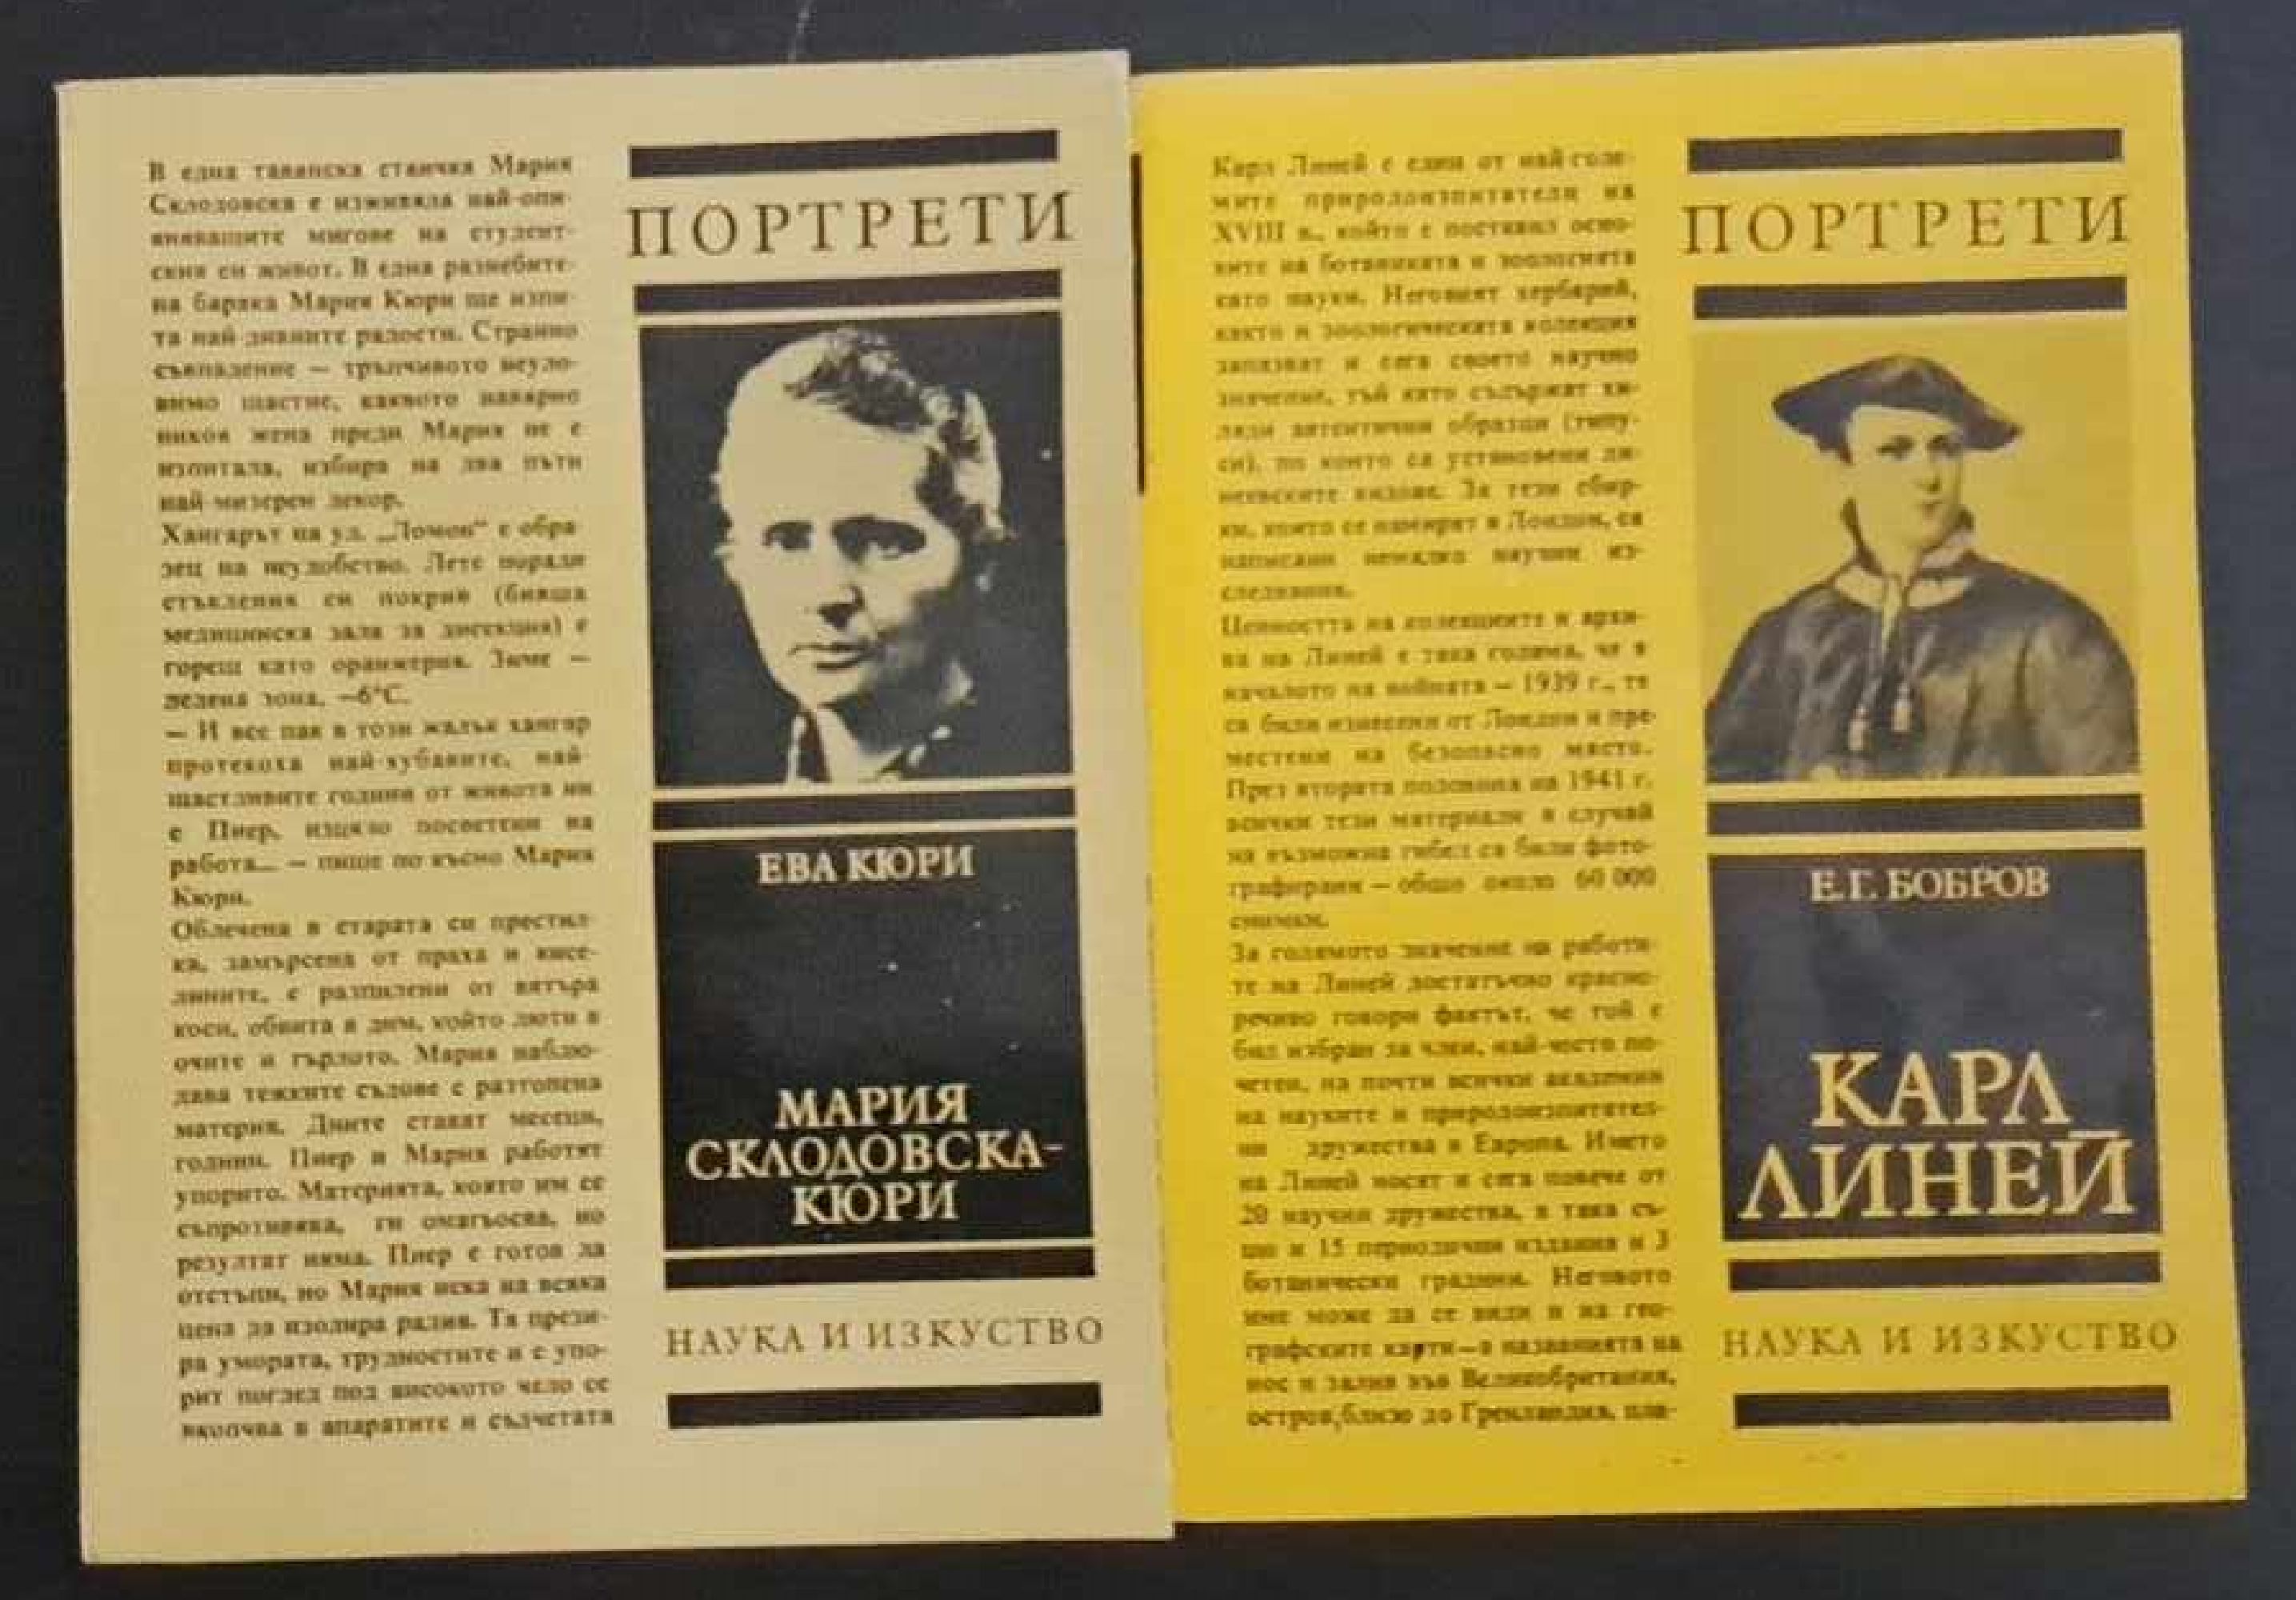 В една таванска стаичка Мария
Склодовска е изживяла най-опи-
яняващите мигове на студент-
ския си живот. В една разнебите-
на барака Мария Кюри ще изпи-
та най-дивните радости. Странно
съвпадение — тръпчивото неуло-
вимо щастие, каквото навярно
никоя жена преди Мария не е
изпитала, избира на два пъти
най-мизерен декор.
Хангарът на ул. „Ломон“ е обра-
зец на неудобство. Лете поради
стъкления си покрив (бивша
медицинска зала за дисекция) е
горещ като оранжерия. Зиме —
ледена зона, —6°C.
— И все пак в този жалък хангар
протекоха най-хубавите, най-
щастливите години от живота ни
с Пиер, изцяло посветени на
работа... — пише по-късно Мария
Кюри.
Облечена в старата си престил-
ка, замърсена от праха и кисе-
лините, с разпилени от вятъра
коси, обвита в дим, който люти в
очите и гърлото, Мария наблю-
дава тежките съдове с разтопена
материя. Дните стават месеци,
години. Пиер и Мария работят
упорито. Материята, която им се
съпротивява, ги омагьосва, но
резултат няма. Пиер е готов да
отстъпи, но Мария иска на всяка
цена да изолира радия. Тя прези-
ра умората, трудностите и с упо-
рит поглед под високото чело се
вкопчва в апаратите и съдчетата
ПОРТРЕТИ
ЕВА КЮРИ
МАРИЯ
СКЛОДОВСКА-
КЮРИ
НАУКА И ИЗКУСТВО
Карл Линей е един от най-голе-
мите природоизпитатели на
XVIII в., който е поставил осно-
вите на ботаниката и зоологията
като науки. Неговият хербарий,
както и зоологическата колекция
запазват и сега своето научно
значение, тъй като съдържат хи-
ляди автентични образци (типу-
си), по които са установени ли-
неевските видове. За тези сбир-
ки, които се намират в Лондон, са
написани немалко научни из-
следвания.
Ценността на колекциите и архи-
ва на Линей е така голяма, че в
началото на войната — 1939 г., те
са били изнесени от Лондон и пре-
местени на безопасно място.
През втората половина на 1941 г.
всички тези материали в случай
на възможна гибел са били фото-
графирани — общо около 60 000
снимки.
За голямото значение на работи-
те на Линей достатъчно красно-
речиво говори фактът, че той е
бил избран за член, най-често по-
четен, на почти всички академии
на науките и природоизпитател-
ни дружества в Европа. Името
на Линей носят и сега повече от
20 научни дружества, а така съ-
що и 15 периодични издания и 3
ботанически градини. Неговото
име може да се види и на гео-
графските карти—в названията на
нос и залив във Великобритания,
остров близо до Гренландия, пла-
ПОРТРЕТИ
Е. Г. БОБРОВ
КАРЛ
ЛИНЕЙ
НАУКА И ИЗКУСТВО